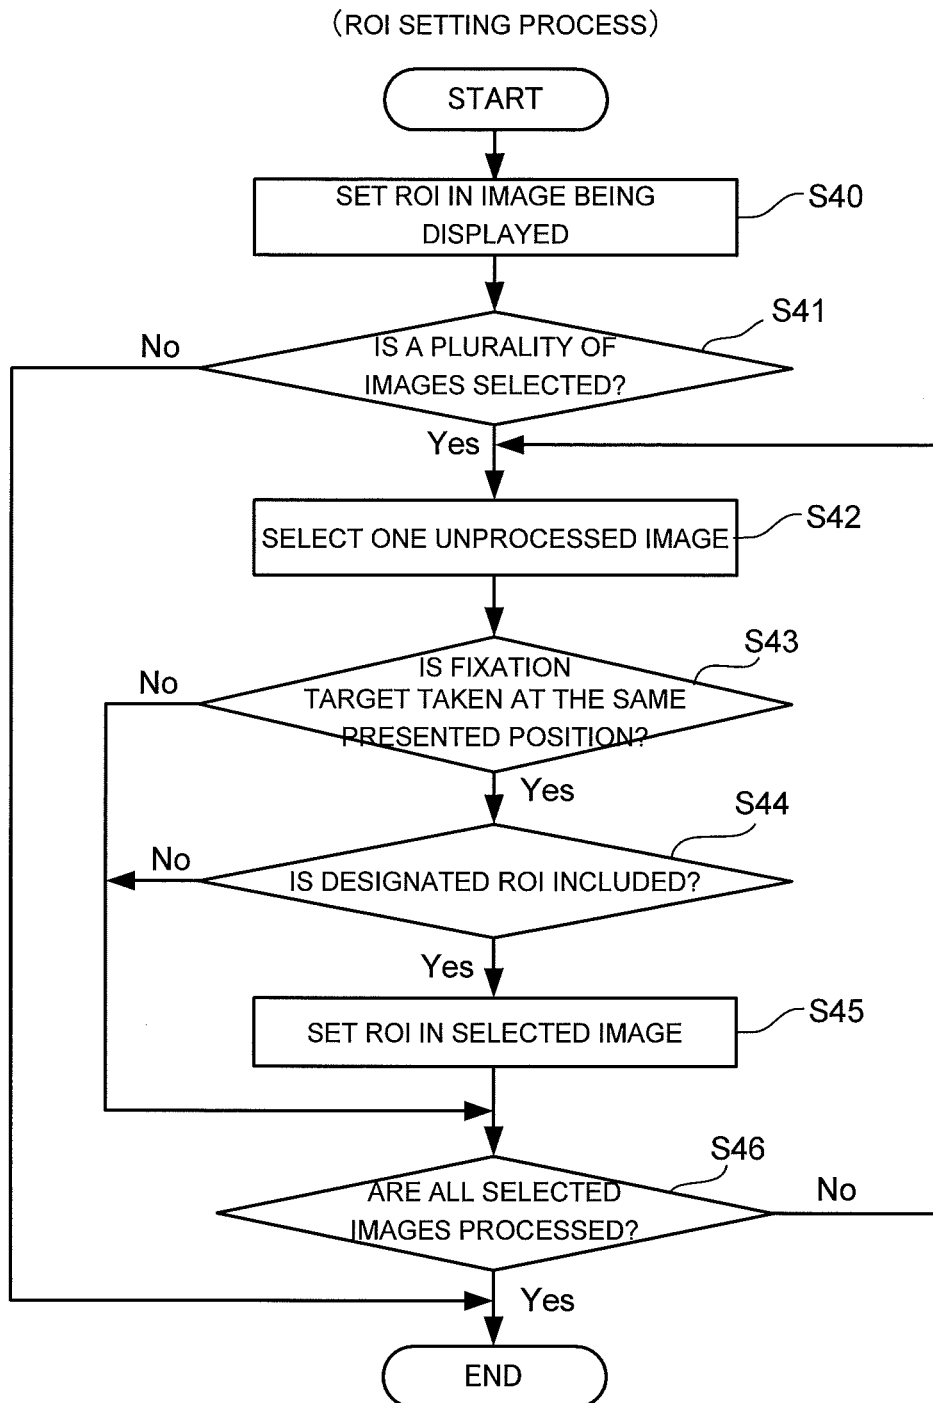 (ROI SETTING PROCESS)
START
SET ROI IN IMAGE BEING
DISPLAYED
S40
S41
No
IS A PLURALITY OF
IMAGES SELECTED?
Yes
S42
SELECT ONE UNPROCESSED IMAGE
S43
No
IS FIXATION
TARGET TAKEN AT THE SAME
PRESENTED POSITION?
Yes
S44
No
IS DESIGNATED ROI INCLUDED?
Yes
SET ROI IN SELECTED IMAGE
S45
S46
ARE ALL SELECTED
IMAGES PROCESSED?
No
Yes
END